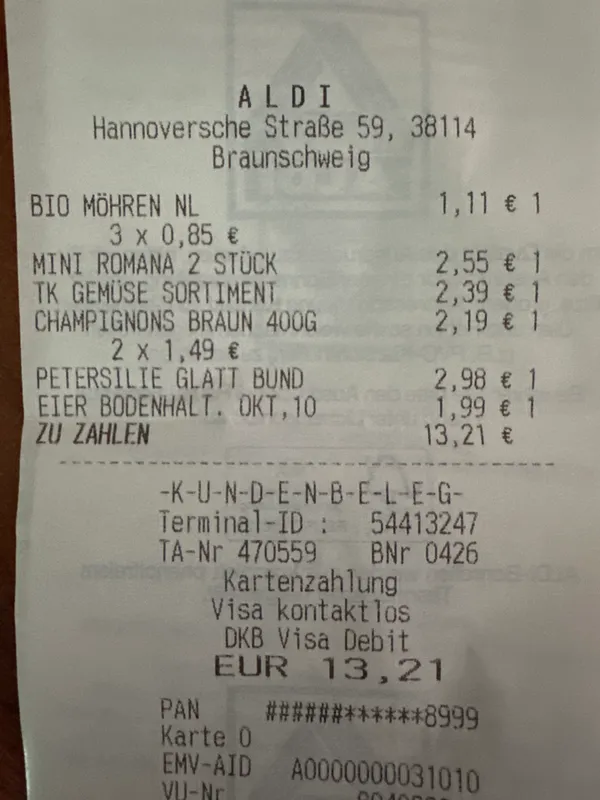 ALDI
Hannoversche Straße 59, 38114
Braunschweig
BIO MÖHREN NL 1,11 € 1
3 x 0,85 €
MINI ROMANA 2 STÜCK 2,55 € 1
TK GEMÜSE SORTIMENT 2,39 € 1
CHAMPIGNONS BRAUN 400G 2,19 € 1
2 x 1,49 €
PETERSILIE GLATT BUND 2,98 € 1
EIER BODENHALT. OKT,10 1,99 € 1
ZU ZAHLEN 13,21 €
-K-U-N-D-E-N-B-E-L-E-G-
Terminal-ID : 54413247
TA-Nr 470559 BNr 0426
Kartenzahlung
Visa kontaktlos
DKB Visa Debit
EUR 13,21
PAN ######******8999
Karte 0
EMV-AID A0000000031010
VU-Nr